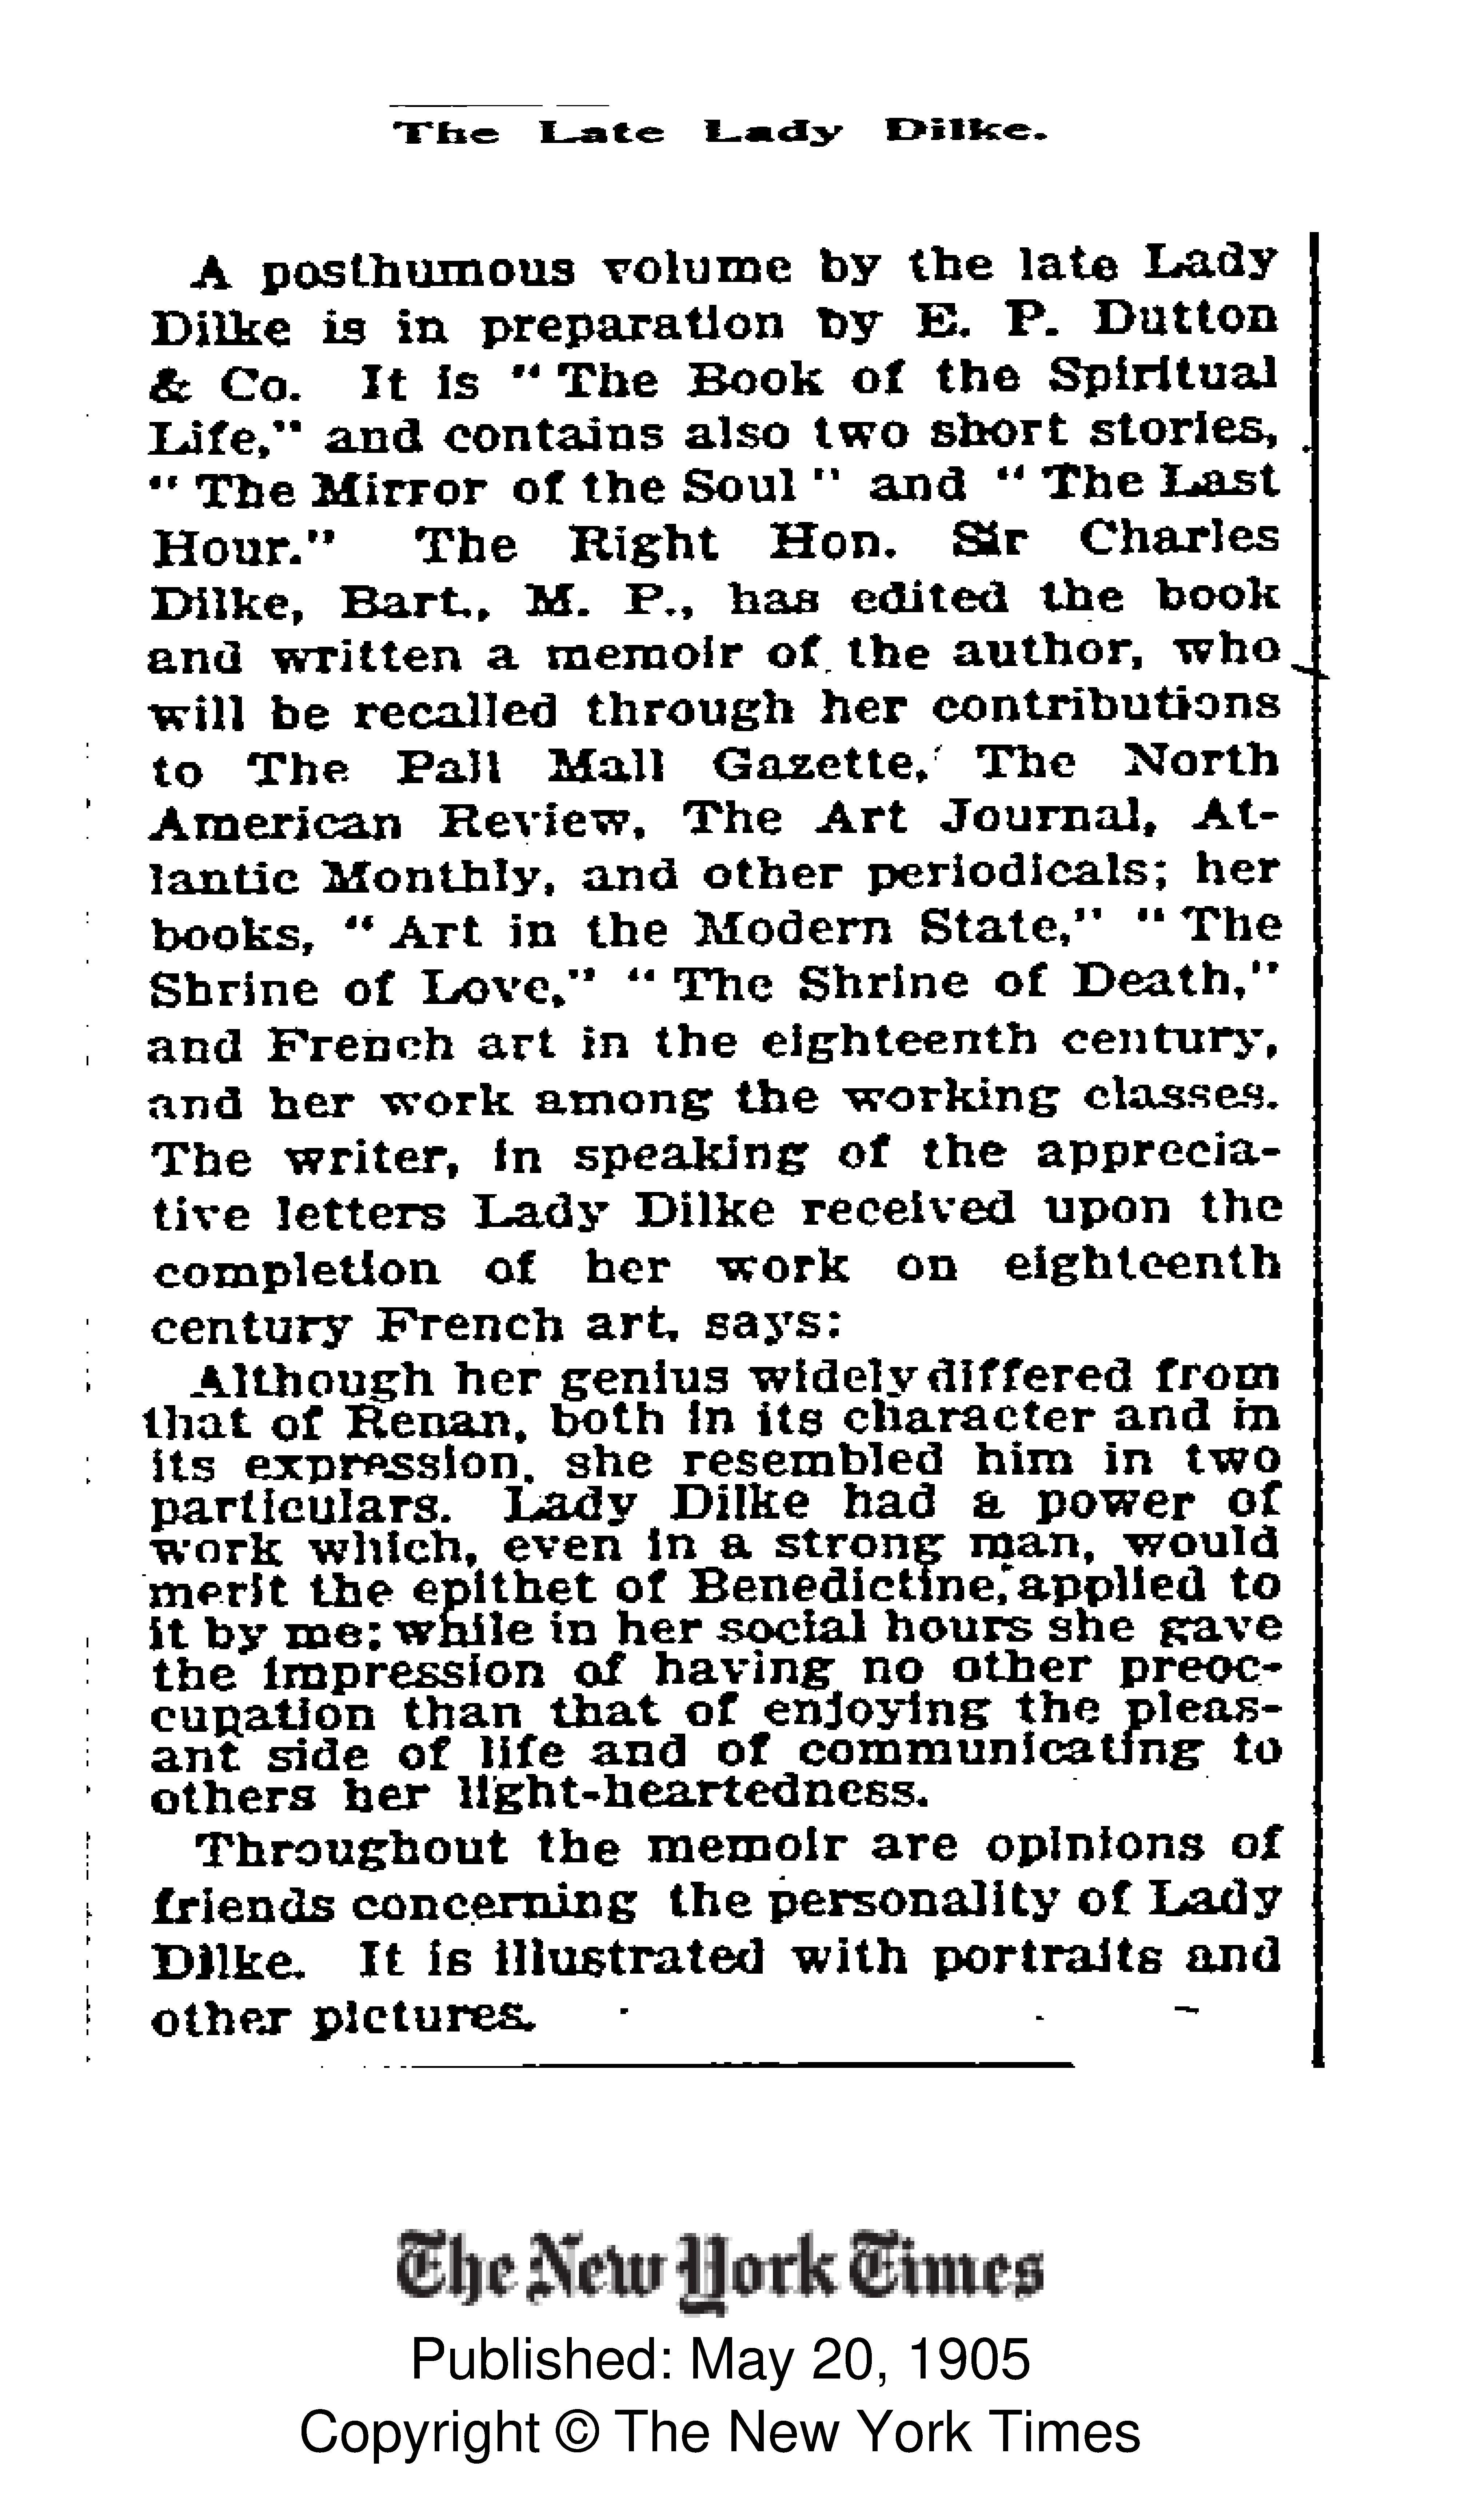 The Late Lady Dilke.
A posthumous volume by the late Lady
Dilke is in preparation by E. P. Dutton
& Co. It is " The Book of the Spiritual
Life," and contains also two short stories,
" The Mirror of the Soul " and " The Last
Hour." The Right Hon. Sir Charles
Dilke, Bart., M. P., has edited the book
and written a memoir of the author, who
will be recalled through her contributions
to The Pall Mall Gazette, The North
American Review, The Art Journal, At-
lantic Monthly, and other periodicals; her
books, " Art in the Modern State," " The
Shrine of Love," " The Shrine of Death,"
and French art in the eighteenth century,
and her work among the working classes.
The writer, in speaking of the apprecia-
tive letters Lady Dilke received upon the
completion of her work on eighteenth
century French art, says:
Although her genius widely differed from
that of Renan, both in its character and in
its expression, she resembled him in two
particulars. Lady Dilke had a power of
work which, even in a strong man, would
merit the epithet of Benedictine, applied to
it by me; while in her social hours she gave
the impression of having no other preoc-
cupation than that of enjoying the pleas-
ant side of life and of communicating to
others her light-heartedness.
Throughout the memoir are opinions of
friends concerning the personality of Lady
Dilke. It is illustrated with portraits and
other pictures.
The New York Times
Published: May 20, 1905
Copyright © The New York Times